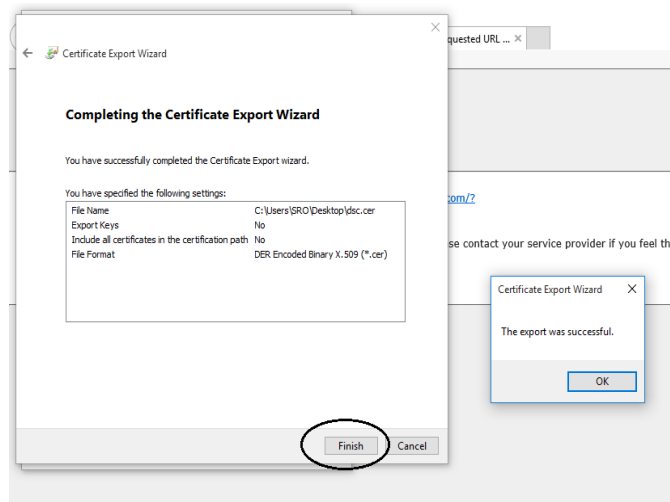 quested URL ...
Certificate Export Wizard
Completing the Certificate Export Wizard
You have successfully completed the Certificate Export wizard.
You have specified the following settings:
File Name C:\Users\SRO\Desktop\dsc.cer
Export Keys No
Include all certificates in the certification path No
File Format DER Encoded Binary X.509 (*.cer)
Finish Cancel
com/?
se contact your service provider if you feel th
Certificate Export Wizard
The export was successful.
OK